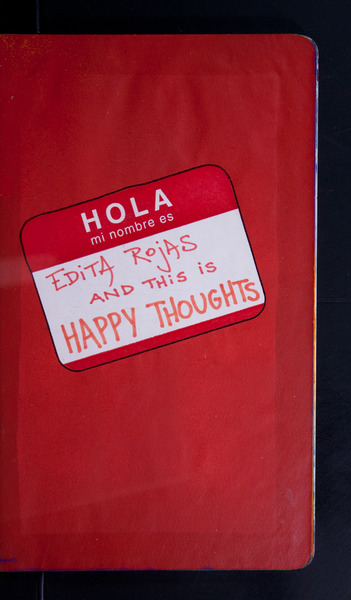 HOLA
mi nombre es
EDITA ROJAS
AND THIS IS
HAPPY THOUGHTS